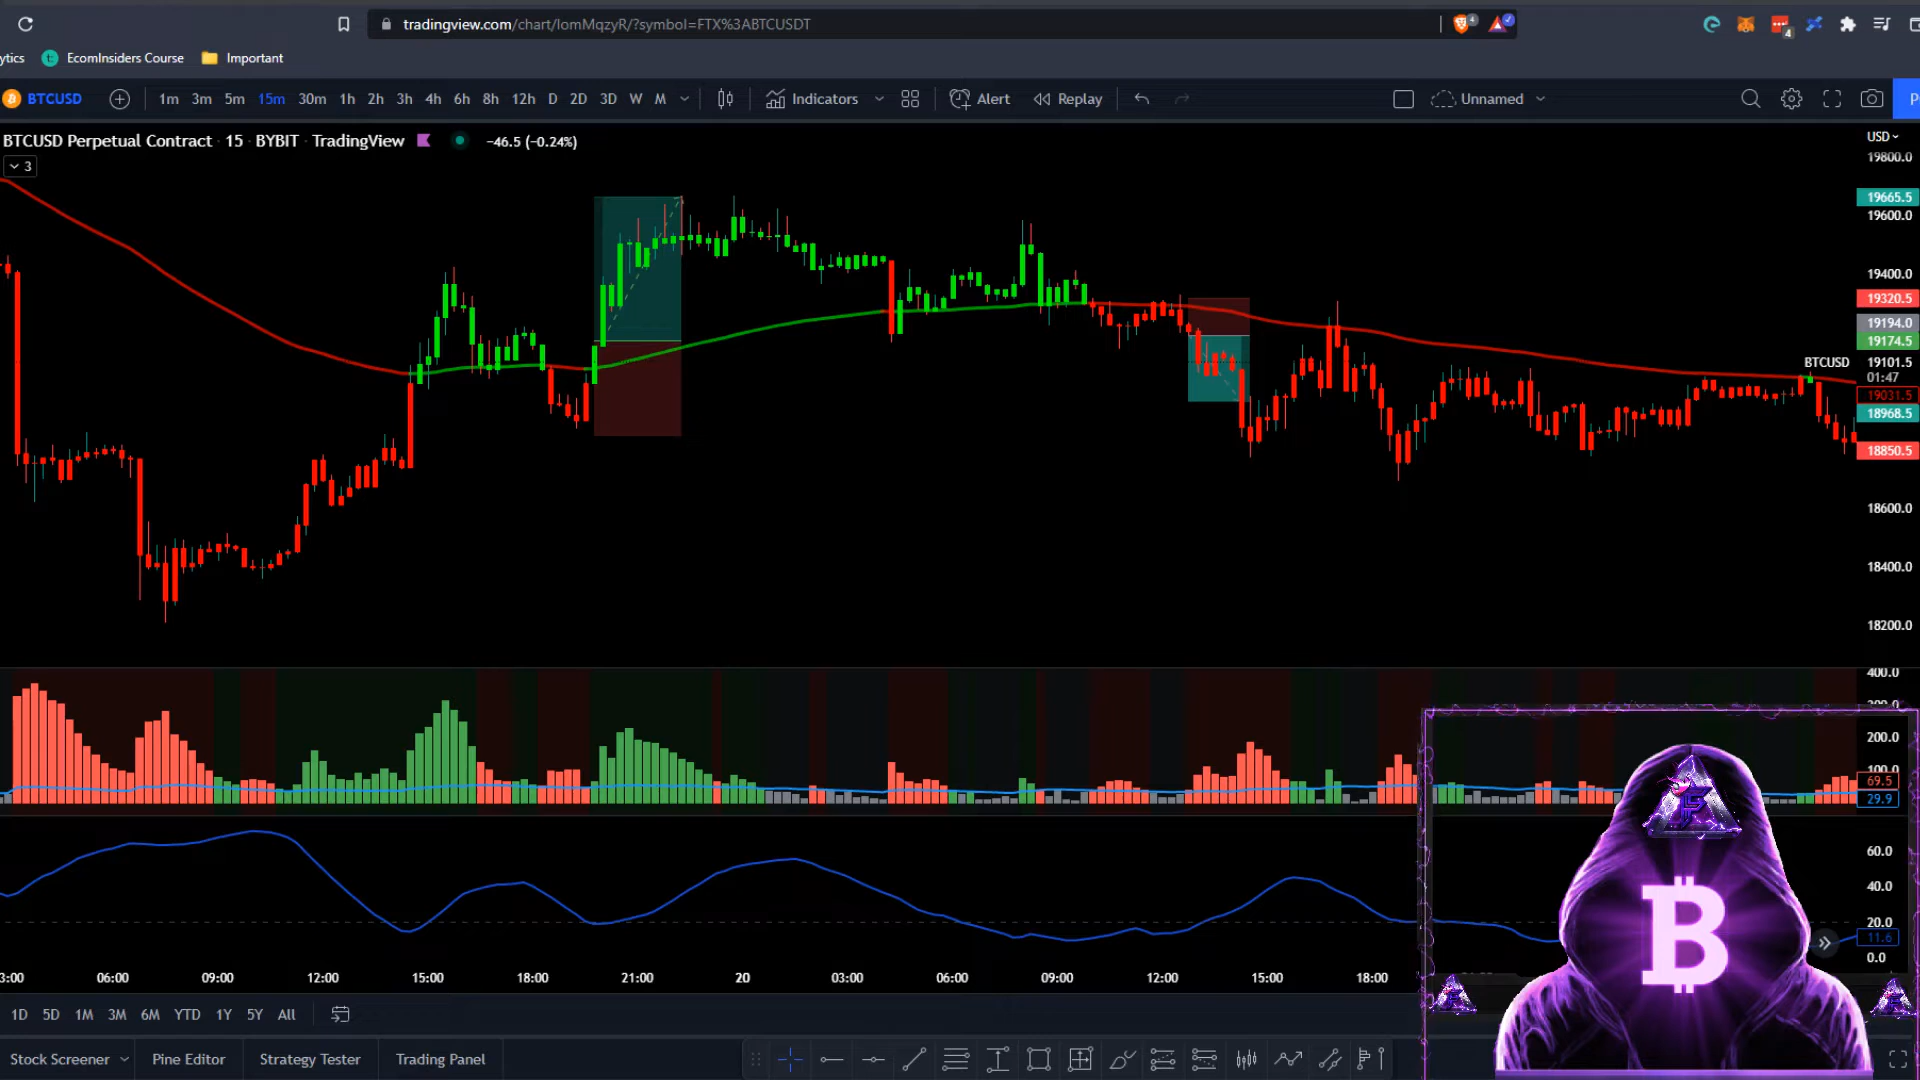 tradingview.com/chart/IomMqzyR/?symbol=FTX%3ABTCUSDT
4
4
ytics
EcomInsiders Course
Important
BTCUSD
1m 3m 5m 15m 30m 1h 2h 3h 4h 6h 8h 12h D 2D 3D W M
Indicators
Alert
Replay
Unnamed
BTCUSD Perpetual Contract · 15 · BYBIT · TradingView
−46.5 (−0.24%)
3
USD
19800.0
19665.5
19600.0
19400.0
19320.5
19194.0
19174.5
BTCUSD 19101.5
01:47
19031.5
18968.5
18850.5
18600.0
18400.0
18200.0
400.0
200.0
69.5
29.9
60.0
40.0
20.0
11.6
0.0
3:00 06:00 09:00 12:00 15:00 18:00 21:00 20 03:00 06:00 09:00 12:00 15:00 18:00
1D 5D 1M 3M 6M YTD 1Y 5Y All
Stock Screener
Pine Editor
Strategy Tester
Trading Panel